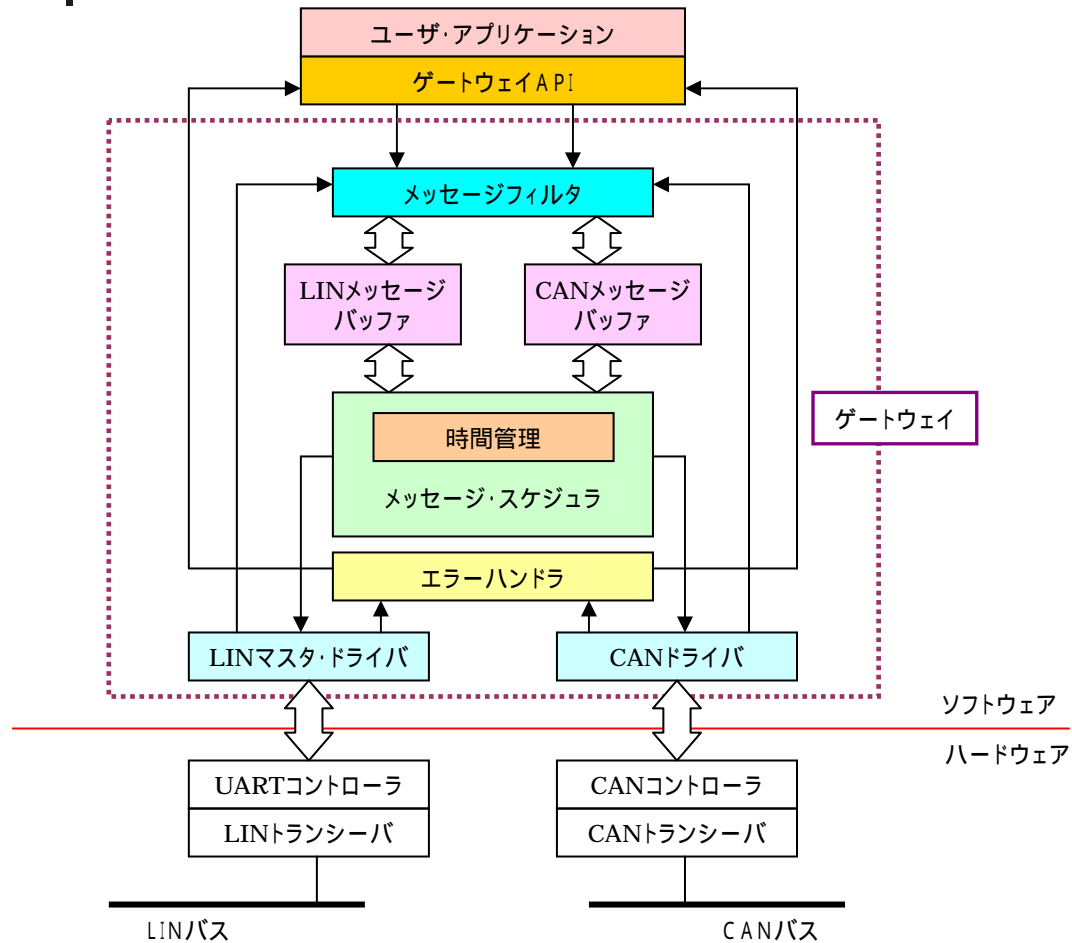 ユーザ・アプリケーション
ゲートウェイAPI
メッセージフィルタ
LINメッセージ
バッファ
CANメッセージ
バッファ
ゲートウェイ
時間管理
メッセージ・スケジュラ
エラーハンドラ
LINマスタ・ドライバ
CANドライバ
ソフトウェア
ハードウェア
UARTコントローラ
CANコントローラ
LINトランシーバ
CANトランシーバ
LINバス
CANバス